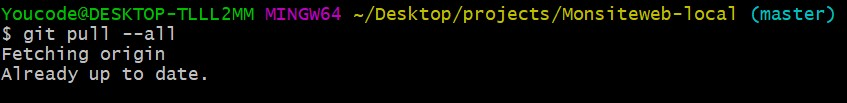 Youcode@DESKTOP-TLLL2MM MINGW64 ~/Desktop/projects/Monsiteweb-local (master)
$ git pull --all
Fetching origin
Already up to date.